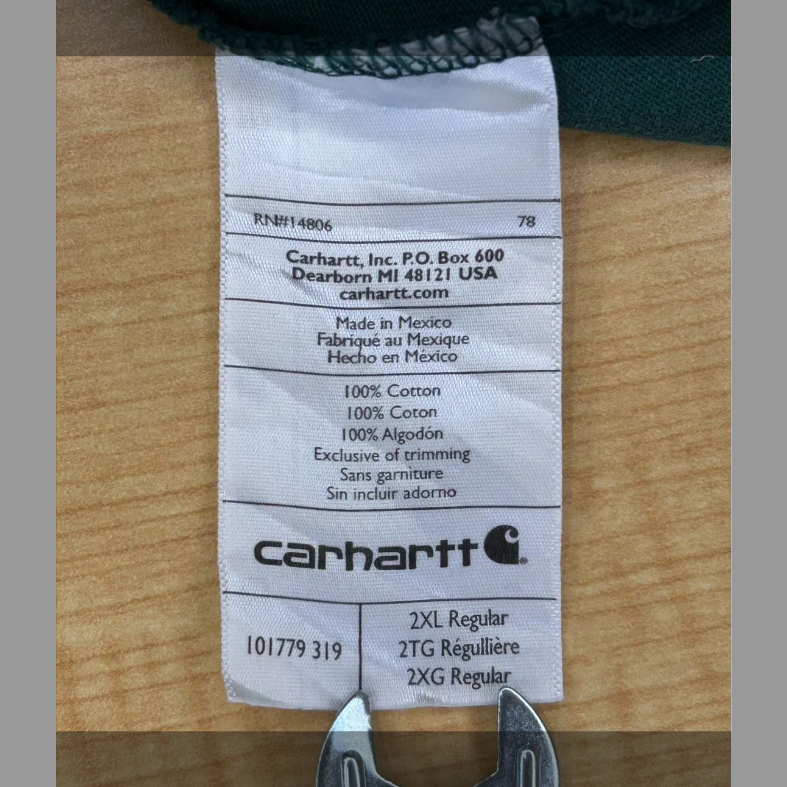 RN#14806 78
Carhartt, Inc. P.O. Box 600
Dearborn MI 48121 USA
carhartt.com
Made in Mexico
Fabriqué au Mexique
Hecho en México
100% Cotton
100% Coton
100% Algodón
Exclusive of trimming
Sans garniture
Sin incluir adorno
carhartt
101779 319
2XL Regular
2TG Régullière
2XG Regular